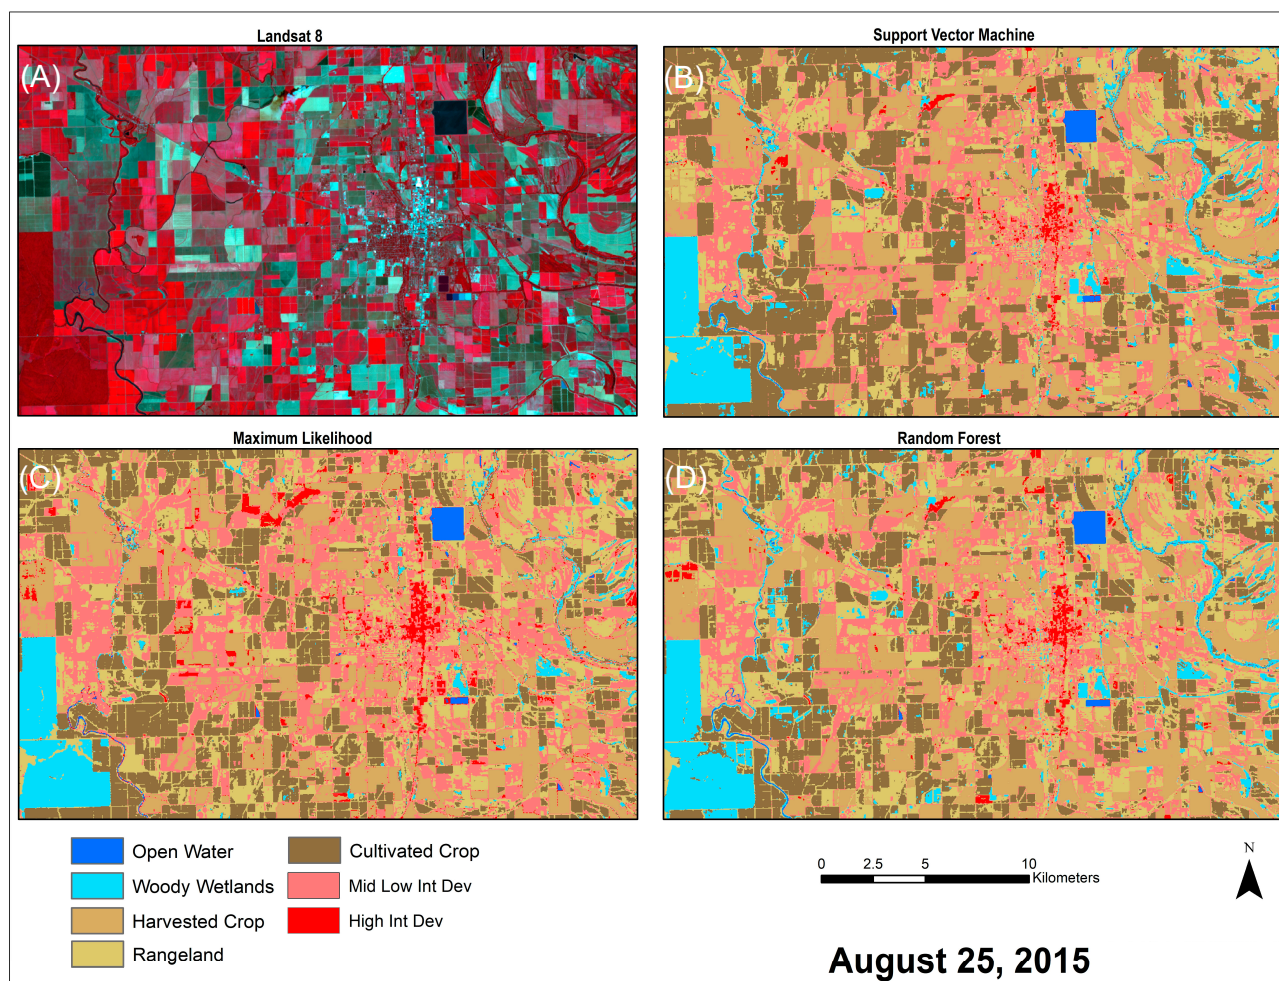 Landsat 8
Support Vector Machine
(A)
(B)
Maximum Likelihood
Random Forest
(C)
(D)
Open Water
Cultivated Crop
Woody Wetlands
Mid Low Int Dev
Harvested Crop
High Int Dev
Rangeland
0 2.5 5 10
Kilometers
N
August 25, 2015